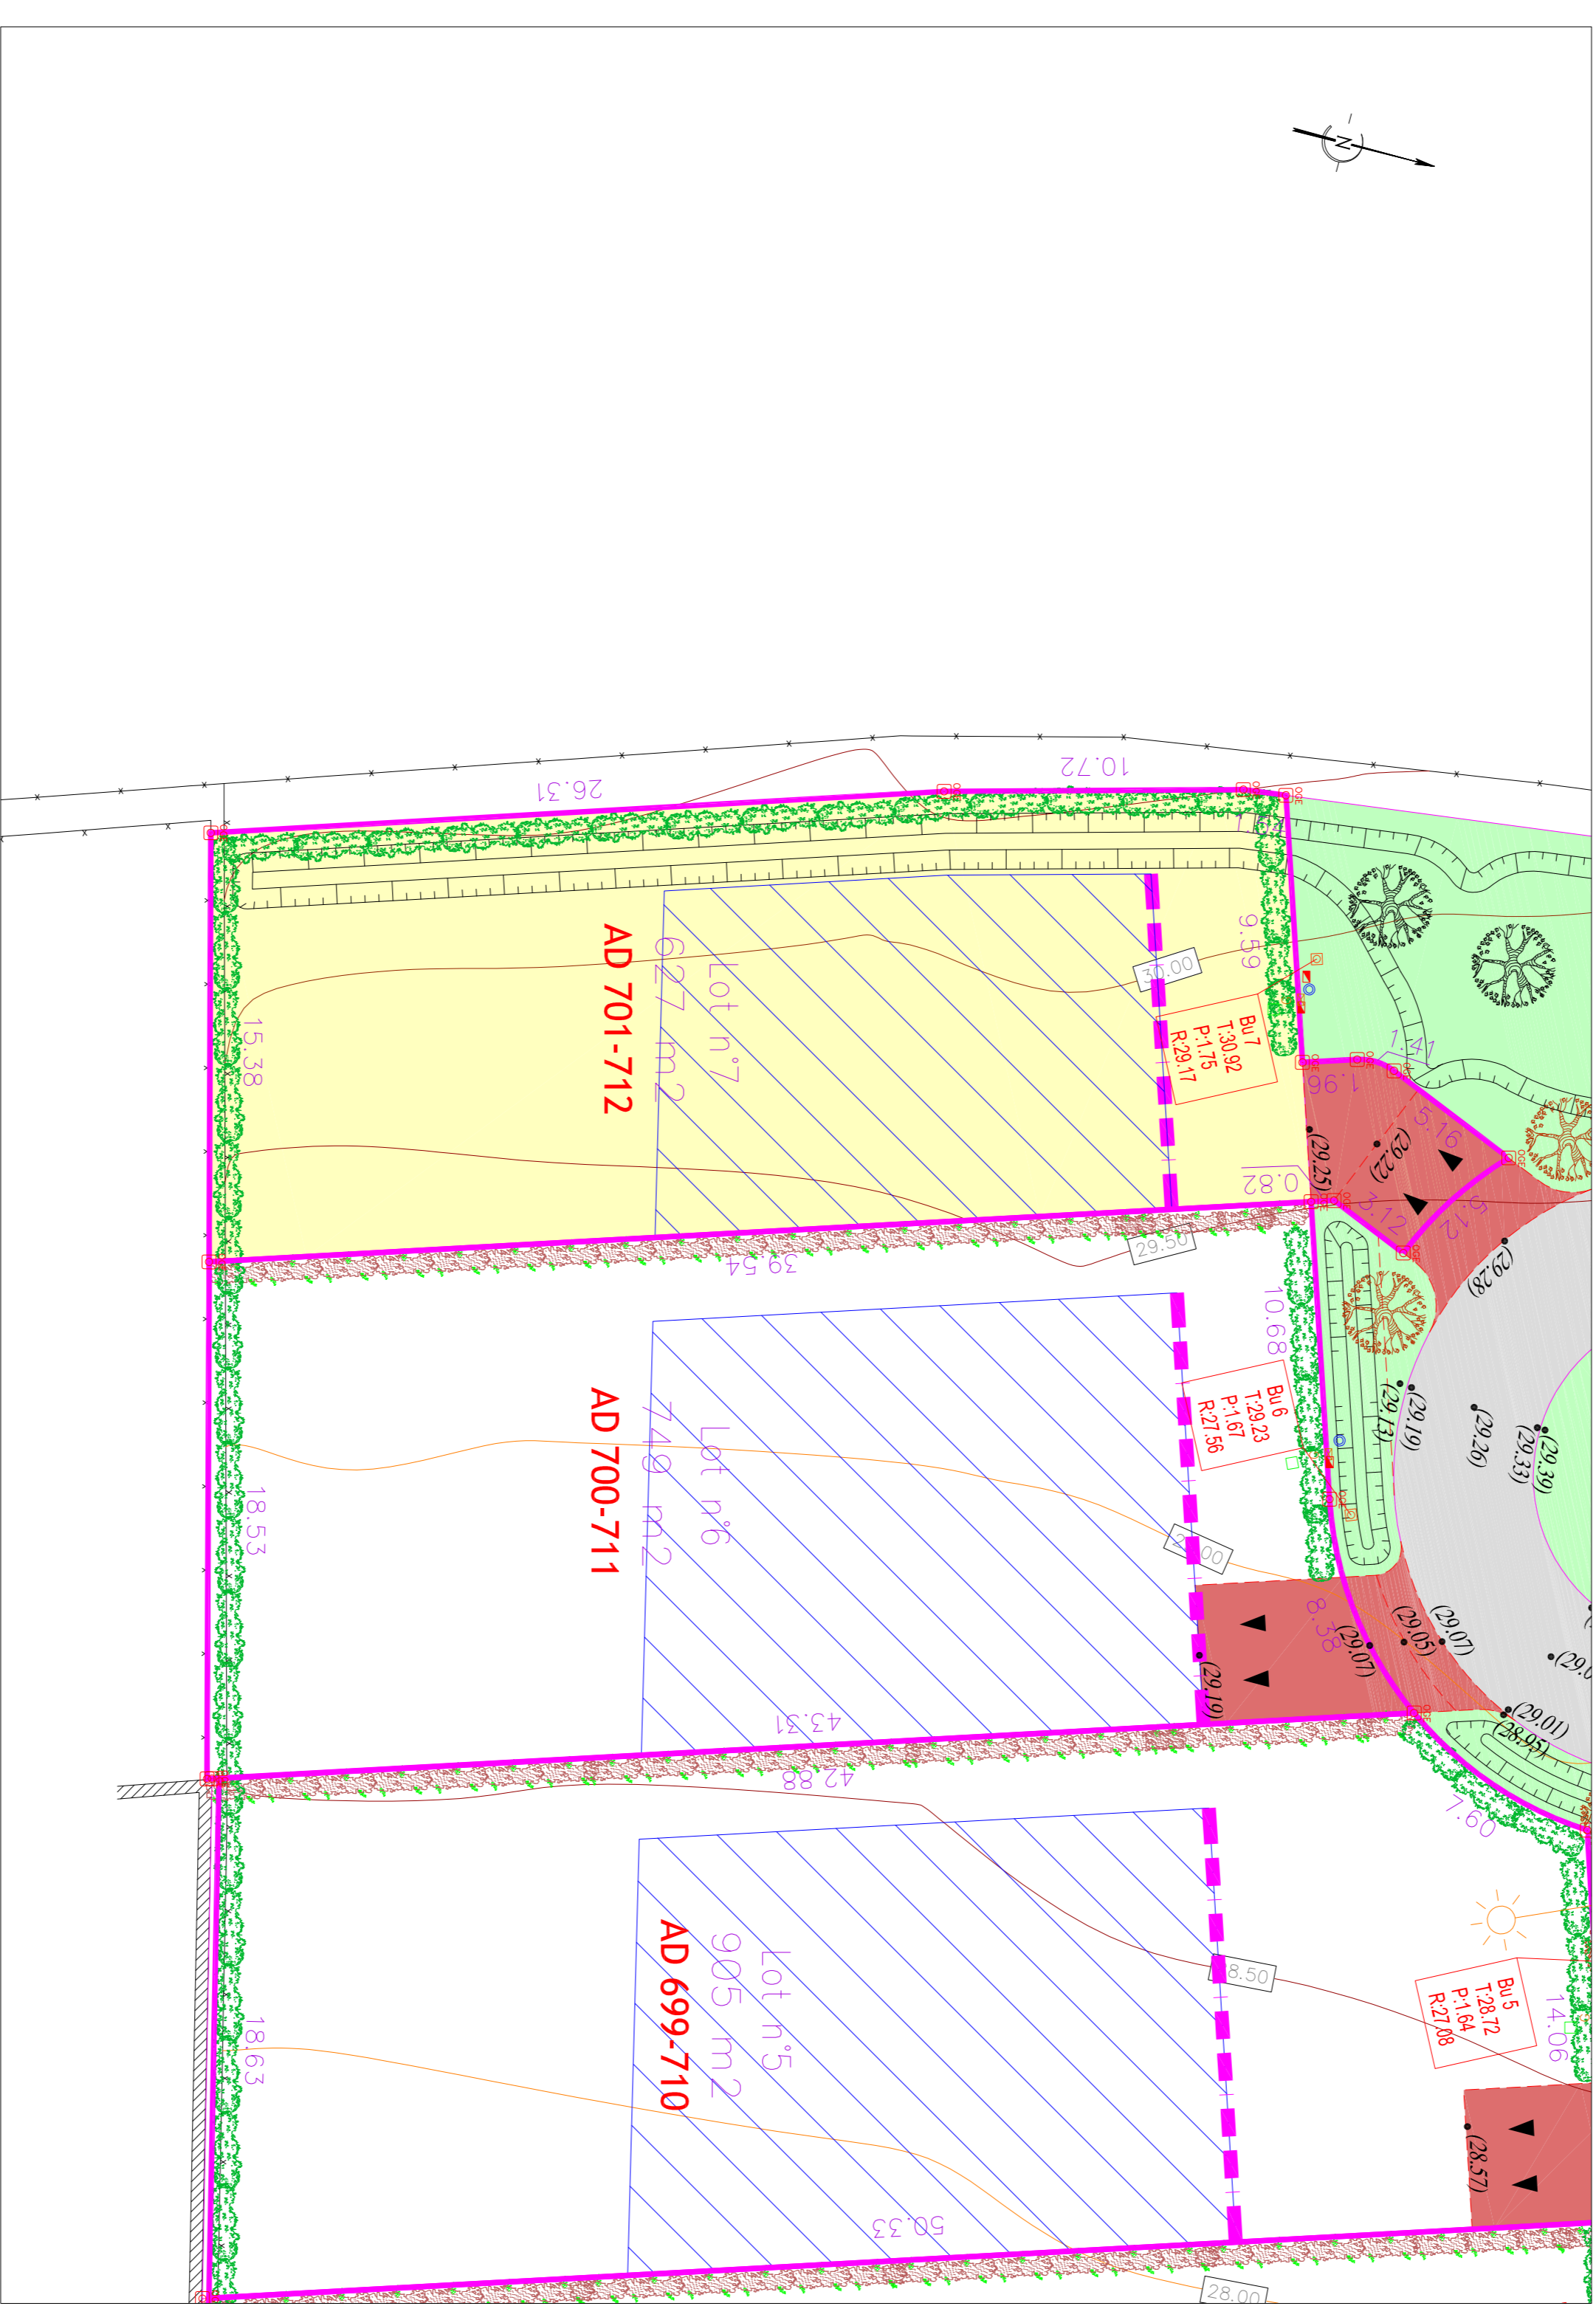 N
26.31
10.72
OGE
OGE
OGE
9.59
15.38
AD 701-712
627 m2
Lot n°7
30.00
Bu 7
T:30.92
P:1.75
R:29.17
1.96
1.41
5.16
5.12
3.12
0.82
OGE
OGE
OGE
(29.25)
(29.22)
(29.28)
39.54
29.50
10.68
18.53
AD 700-711
749 m2
Lot n°6
Bu 6
T:29.23
P:1.67
R:27.56
(29.13)
(29.19)
(29.26)
(29.33)
(29.39)
8.38
(29.07)
(29.05)
(29.07)
(29.19)
(29.01)
(28.95)
43.31
42.88
7.60
18.63
AD 699-710
905 m2
Lot n°5
Bu 5
T:28.72
P:1.64
R:27.08
14.06
(28.57)
50.33
28.00